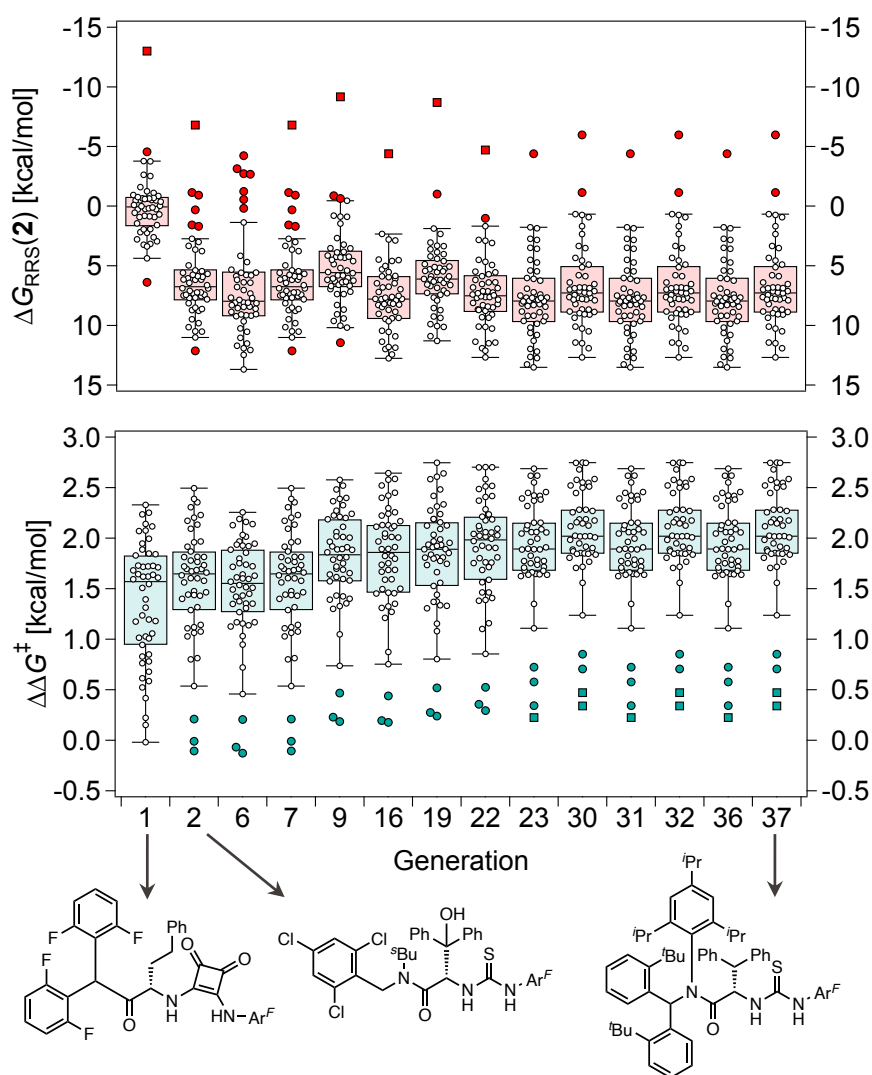 -15 -15
-10 -10
-5 -5
0 0
5 5
10 10
15 15
ΔG_RRS(2) [kcal/mol]
3.0 3.0
2.5 2.5
2.0 2.0
1.5 1.5
1.0 1.0
0.5 0.5
0.0 0.0
-0.5 -0.5
ΔΔG‡ [kcal/mol]
1 2 6 7 9 16 19 22 23 30 31 32 36 37
Generation
F
F
F
F
O
Ph
N
H
O
O
HN
Ar^F
Cl
Cl
Cl
sBu
N
O
Ph
OH
Ph
N
H
S
N
H
Ar^F
iPr
iPr
iPr
tBu
tBu
N
O
Ph
Ph
N
H
S
N
H
Ar^F